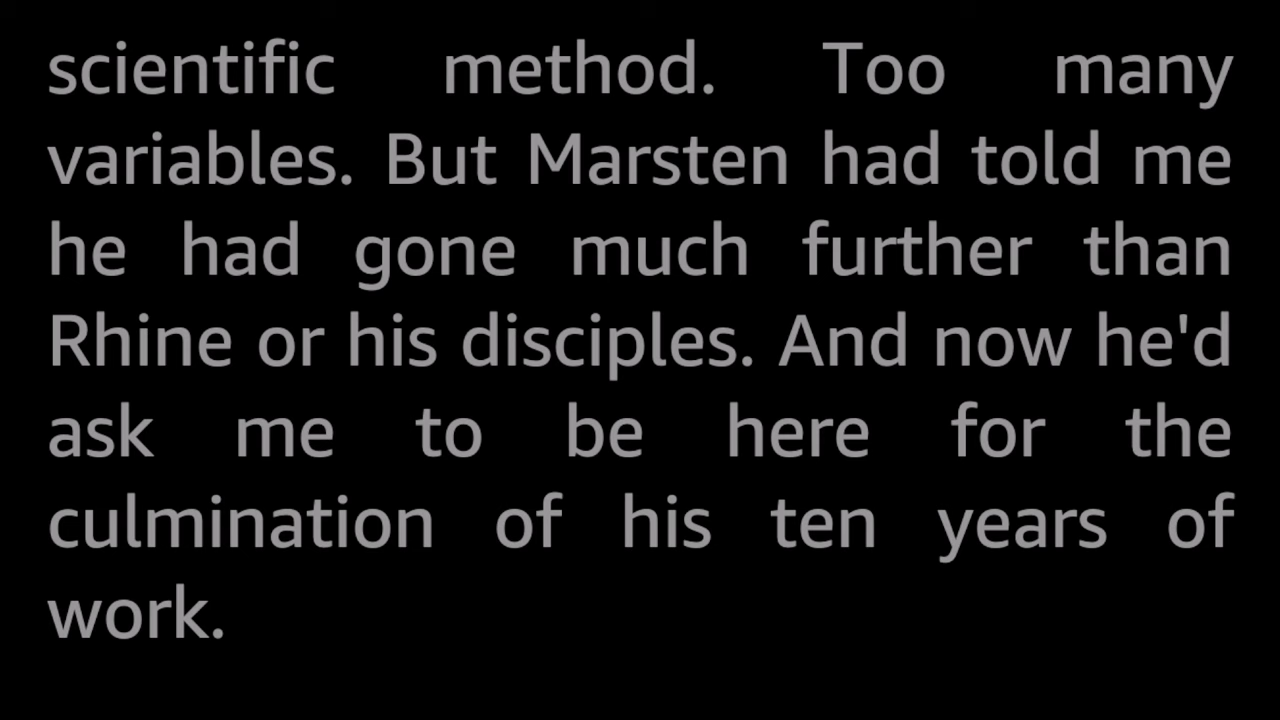 scientific method. Too many
variables. But Marsten had told me
he had gone much further than
Rhine or his disciples. And now he'd
ask me to be here for the
culmination of his ten years of
work.